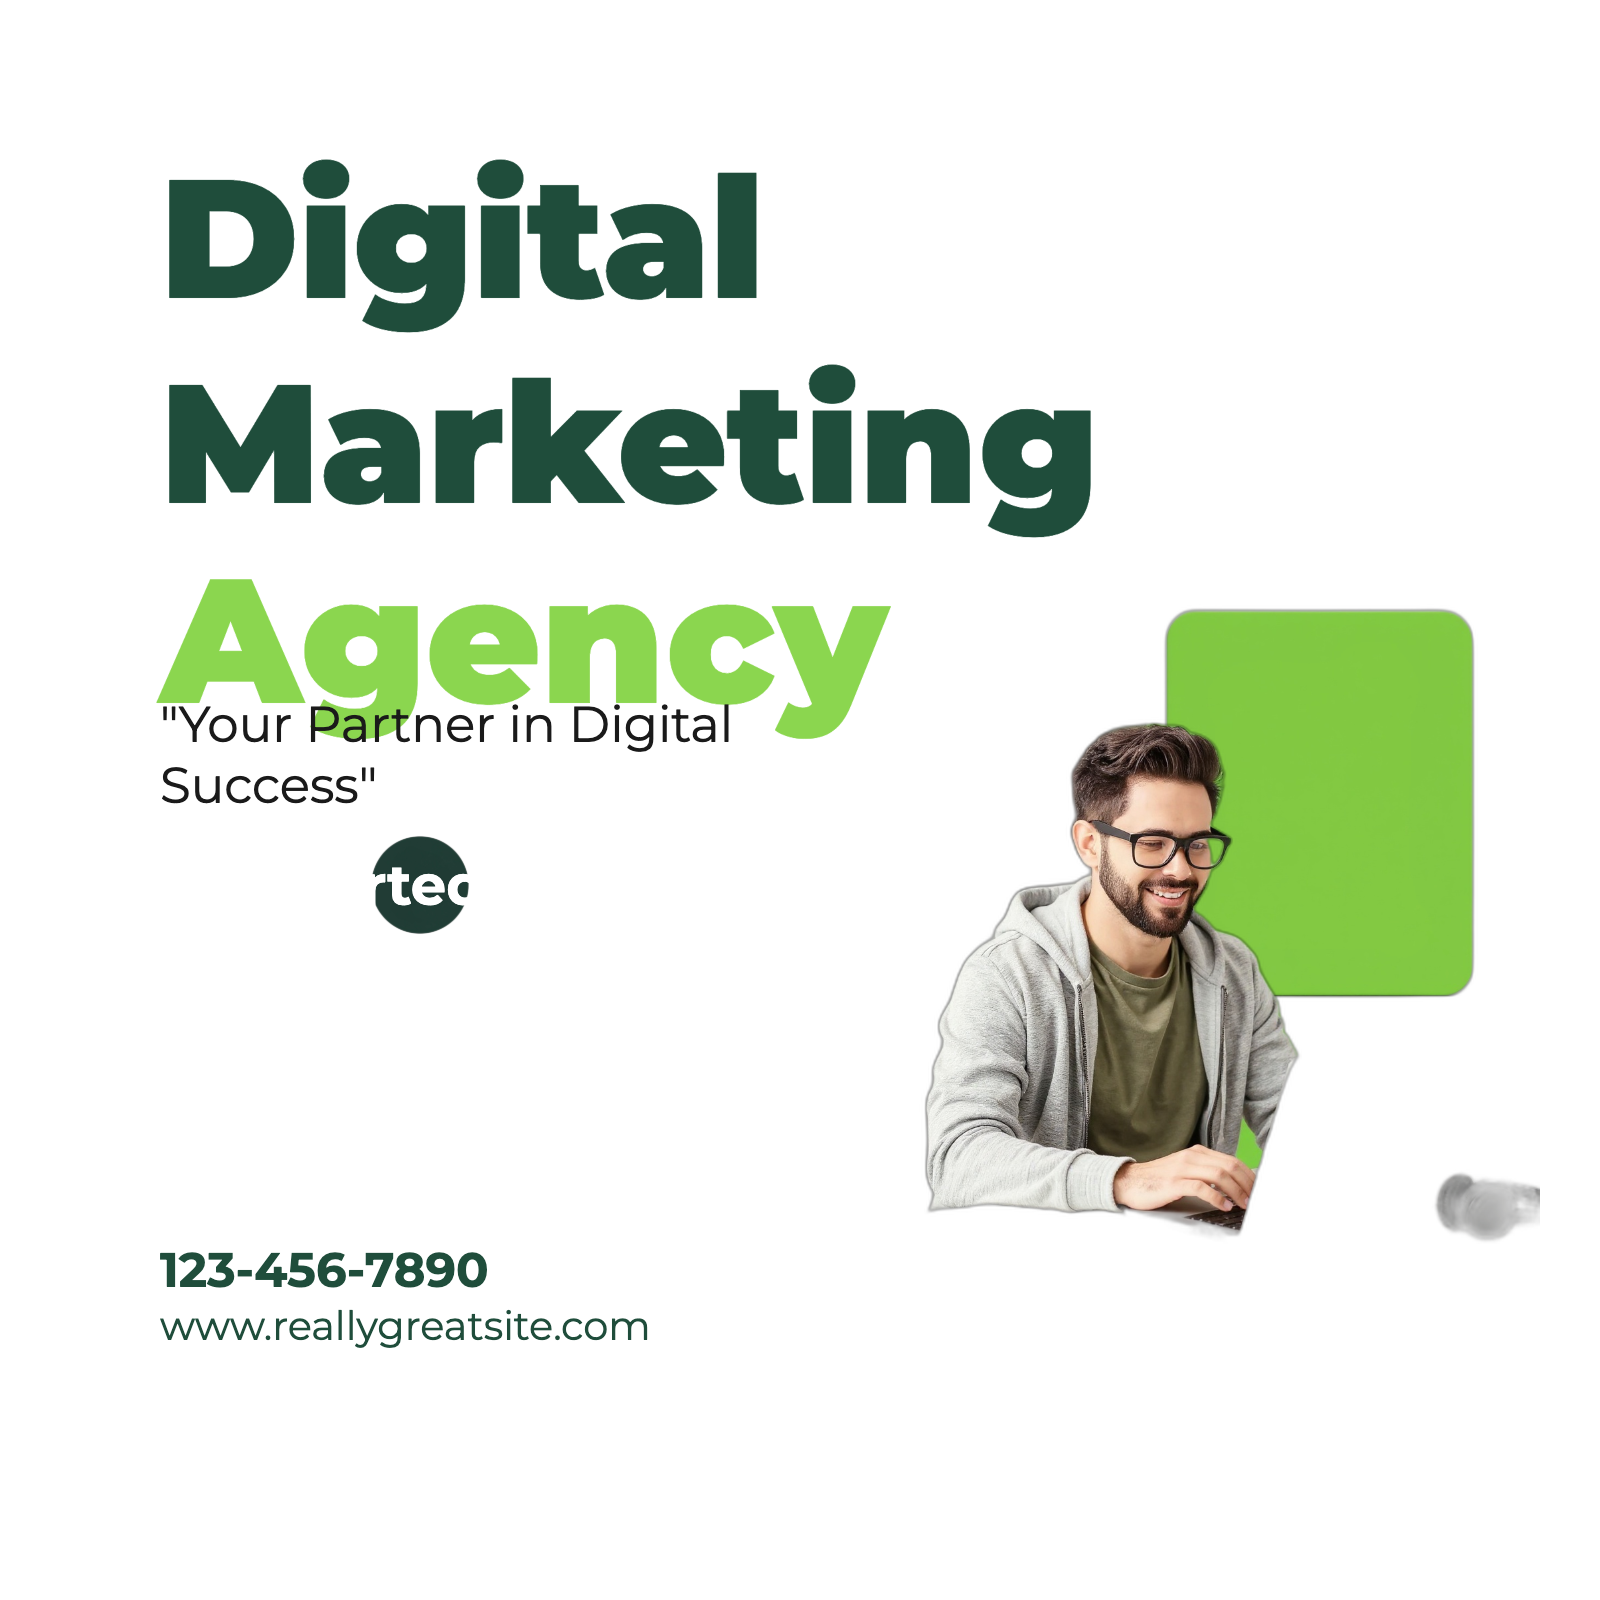 Digital
Marketing
Agency
"Your Partner in Digital
Success"
123-456-7890
www.reallygreatsite.com